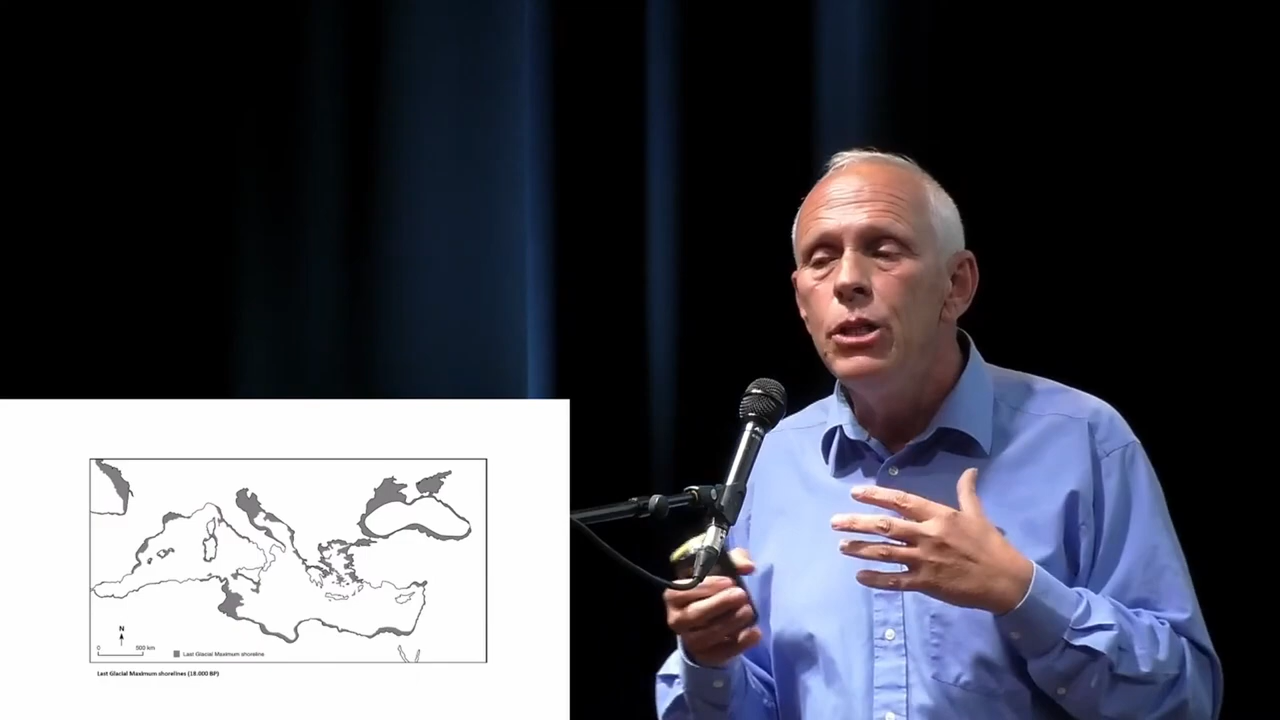 N
0 500 km
Last Glacial Maximum shoreline
Last Glacial Maximum shorelines (18.000 BP)